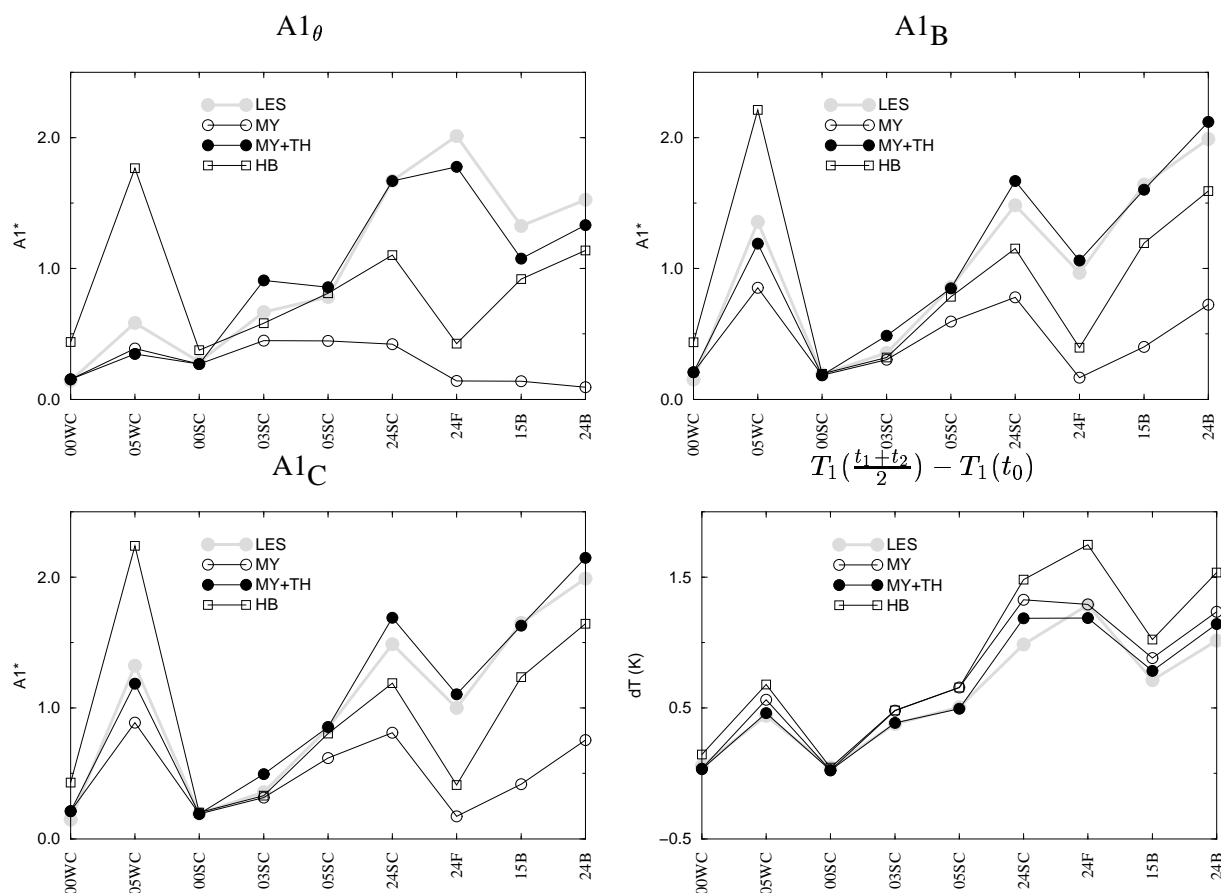 A1θ
A1*
2.0
1.0
0.0
LES
MY
MY+TH
HB
00WC
05WC
00SC
03SC
05SC
24SC
24F
15B
24B
A1B
A1*
2.0
1.0
0.0
LES
MY
MY+TH
HB
00WC
05WC
00SC
03SC
05SC
24SC
24F
15B
24B
A1C
A1*
2.0
1.0
0.0
LES
MY
MY+TH
HB
00WC
05WC
00SC
03SC
05SC
24SC
24F
15B
24B
T1((t1+t2)/2) − T1(t0)
dT (K)
1.5
0.5
−0.5
LES
MY
MY+TH
HB
00WC
05WC
00SC
03SC
05SC
24SC
24F
15B
24B